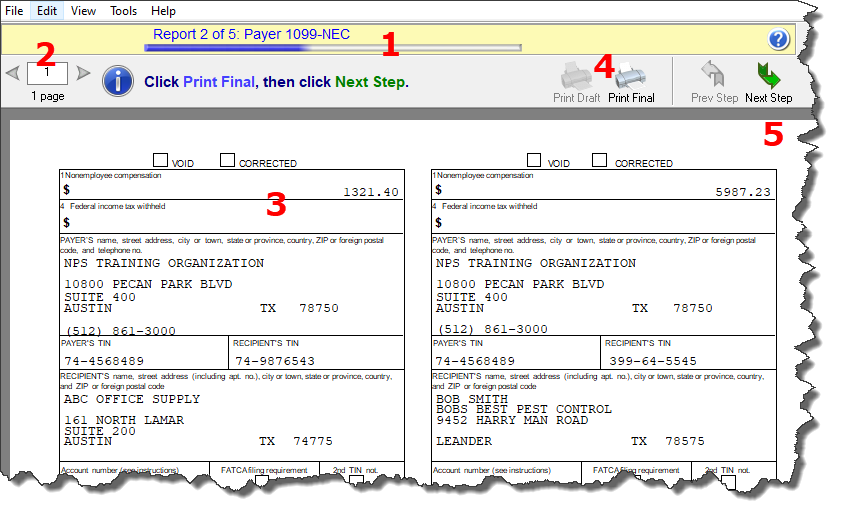 File Edit View Tools Help
Report 2 of 5: Payer 1099-NEC
1
?
2
1
1 page
i
Click Print Final, then click Next Step.
4
Print Draft Print Final
Prev Step Next Step
5
VOID CORRECTED
1 Nonemployee compensation
$ 1321.40
3
4 Federal income tax withheld
$
PAYER'S name, street address, city or town, state or province, country, ZIP or foreign postal
code, and telephone no.
NPS TRAINING ORGANIZATION
10800 PECAN PARK BLVD
SUITE 400
AUSTIN TX 78750
(512) 861-3000
PAYER'S TIN RECIPIENT'S TIN
74-4568489 74-9876543
RECIPIENT'S name, street address (including apt. no.), city or town, state or province, country,
and ZIP or foreign postal code
ABC OFFICE SUPPLY
161 NORTH LAMAR
SUITE 200
AUSTIN TX 74775
Account number (see instructions) FATCA filing requirement 2nd TIN not.
VOID CORRECTED
1 Nonemployee compensation
$ 5987.23
4 Federal income tax withheld
$
PAYER'S name, street address, city or town, state or province, country, ZIP or foreign postal
code, and telephone no.
NPS TRAINING ORGANIZATION
10800 PECAN PARK BLVD
SUITE 400
AUSTIN TX 78750
(512) 861-3000
PAYER'S TIN RECIPIENT'S TIN
74-4568489 399-64-5545
RECIPIENT'S name, street address (including apt. no.), city or town, state or province, country,
and ZIP or foreign postal code
BOB SMITH
BOBS BEST PEST CONTROL
9452 HARRY MAN ROAD
LEANDER TX 78575
Account number (see instructions) FATCA filing requirement 2nd TIN not.